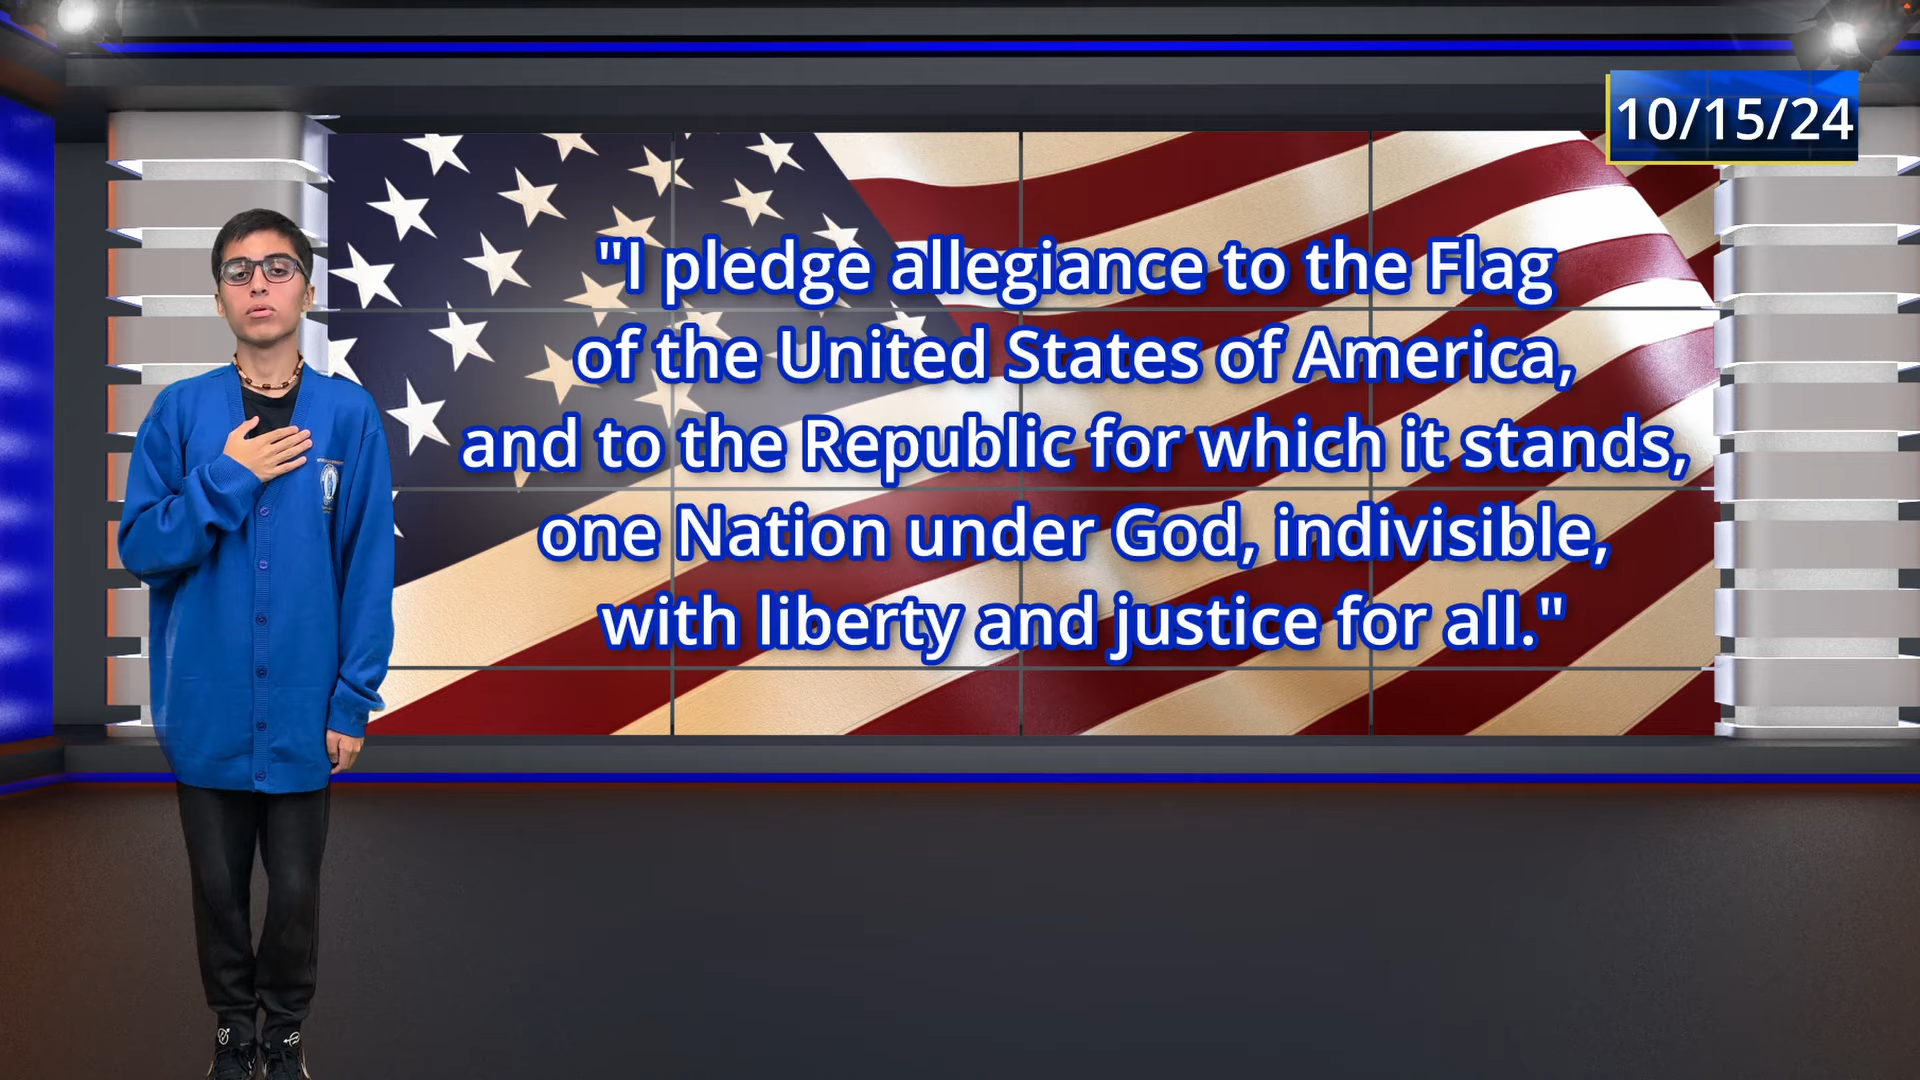 10/15/24
"I pledge allegiance to the Flag
of the United States of America,
and to the Republic for which it stands,
one Nation under God, indivisible,
with liberty and justice for all."